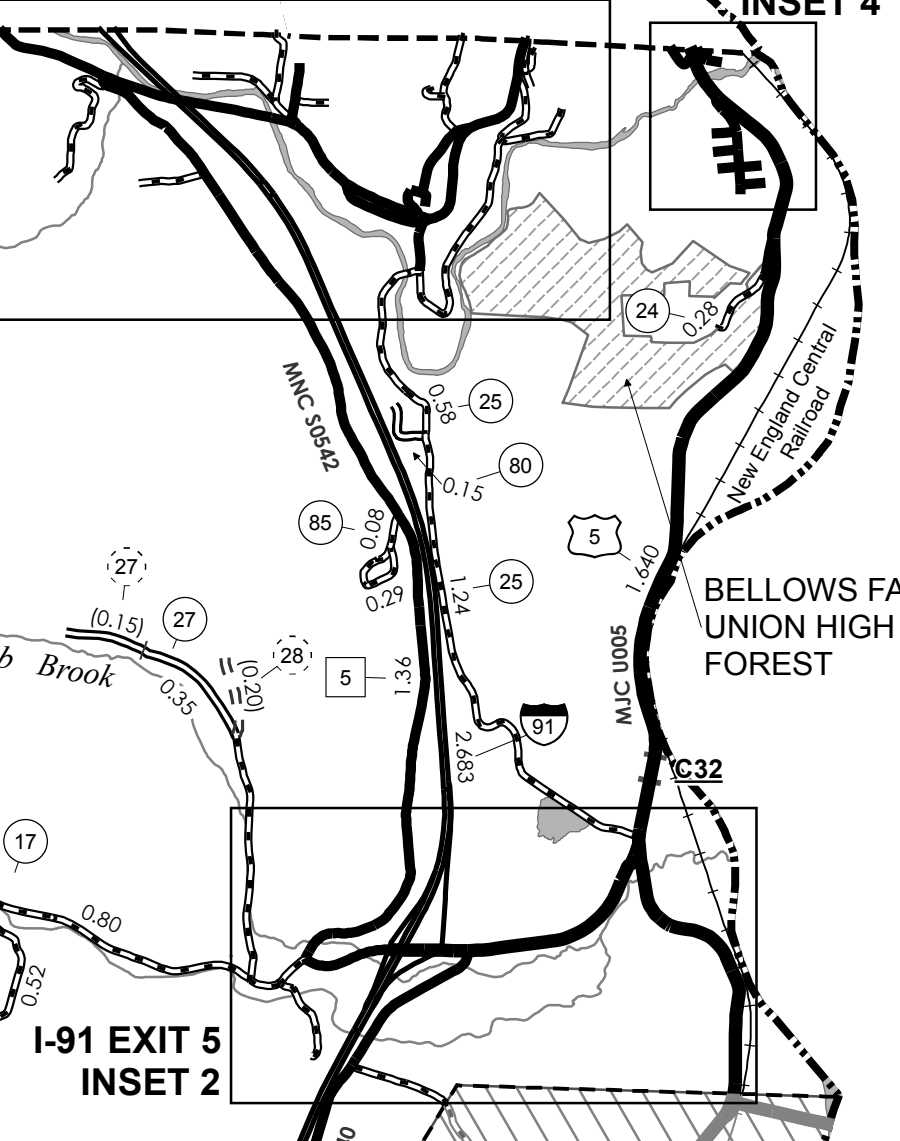 INSET 4
24
0.28
New England Central
Railroad
MNC S0542
0.58
25
80
0.15
85
0.08
0.29
5
1.640
27
(0.15)
27
25
1.24
BELLOWS FA
UNION HIGH
FOREST
28
(0.20)
b Brook
0.35
5
1.36
MJC U005
91
2.683
C32
17
0.80
0.52
I-91 EXIT 5
INSET 2